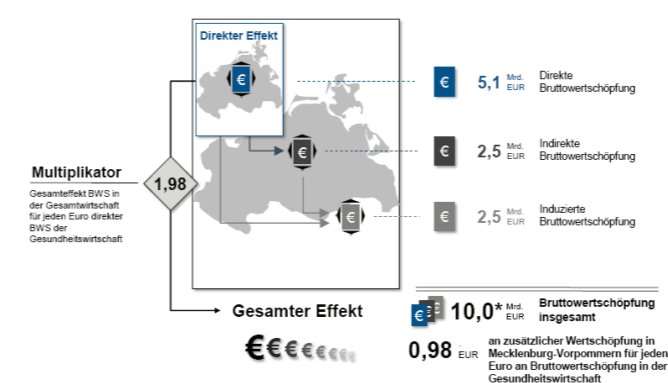 Direkter Effekt
€
5,1 Mrd. EUR
Direkte
Bruttowertschöpfung
€
€
2,5 Mrd. EUR
Indirekte
Bruttowertschöpfung
€
€
2,5 Mrd. EUR
Induzierte
Bruttowertschöpfung
€
Multiplikator
Gesamteffekt BWS in
der Gesamtwirtschaft
für jeden Euro direkter
BWS der
Gesundheitswirtschaft
1,98
Gesamter Effekt
€€€€€€€€
€€€
10,0* Mrd. EUR
Bruttowertschöpfung
insgesamt
0,98 EUR
an zusätzlicher Wertschöpfung in
Mecklenburg-Vorpommern für jeden
Euro an Bruttowertschöpfung in der
Gesundheitswirtschaft